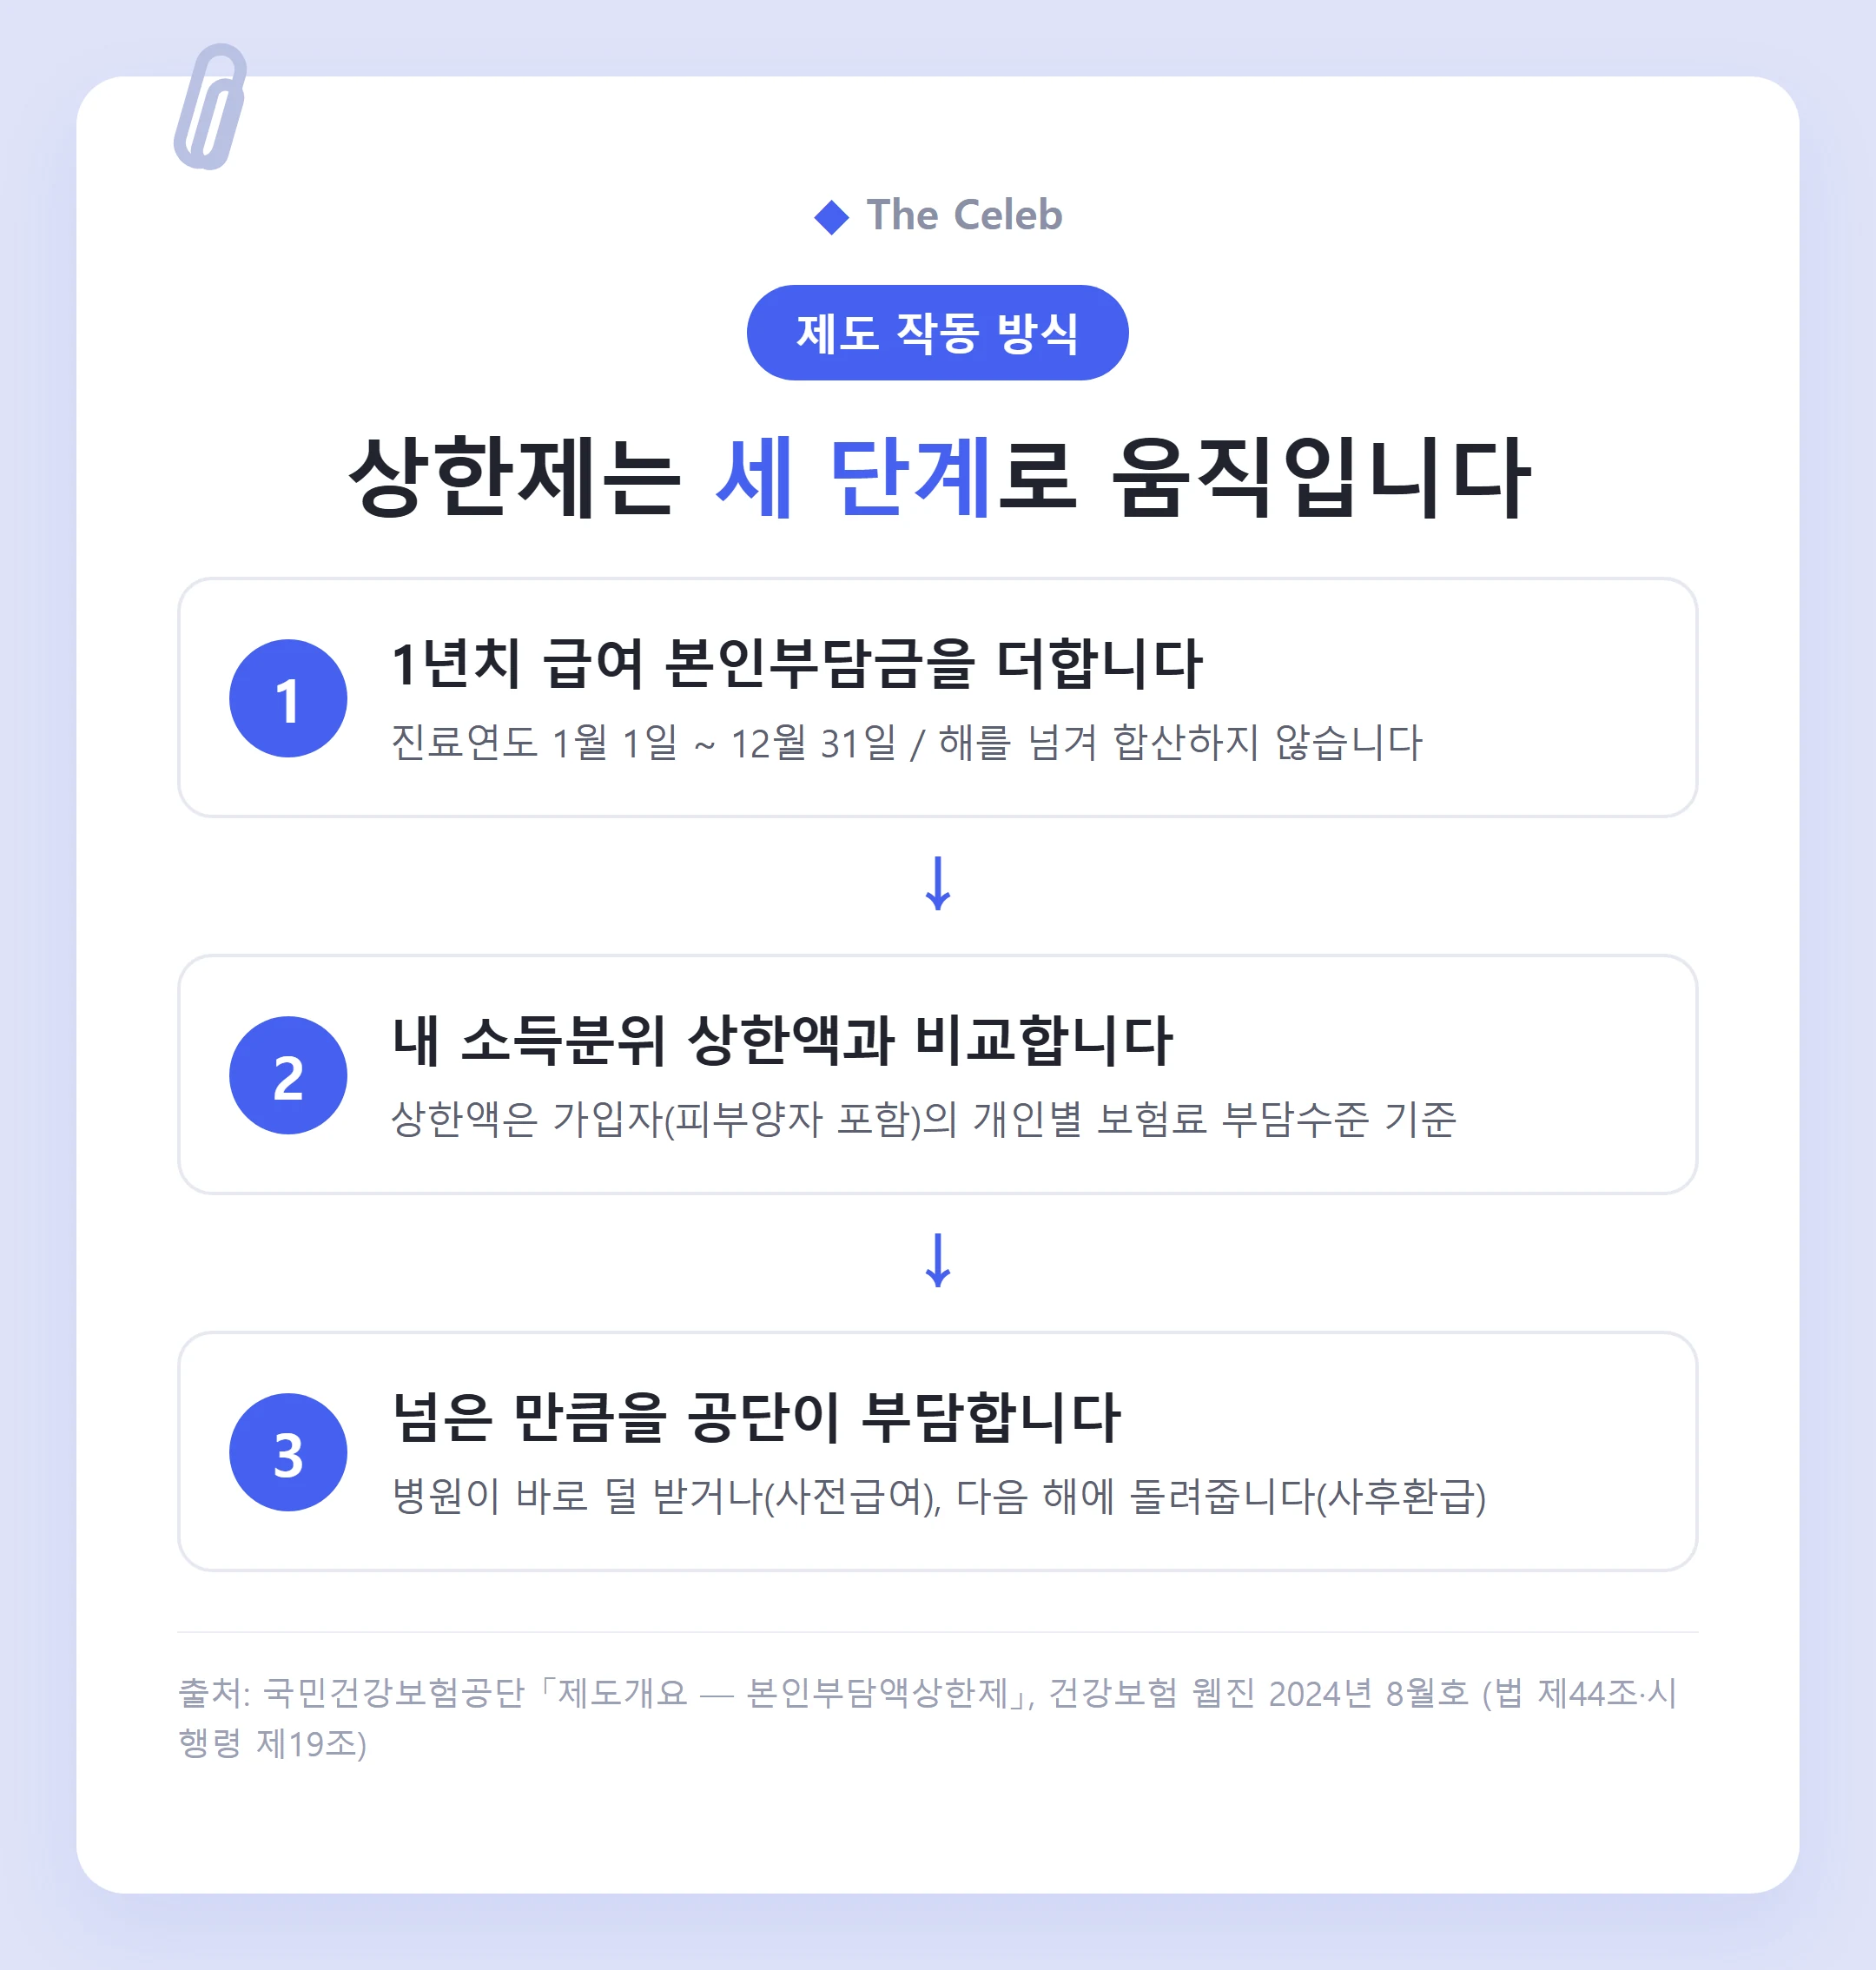 ◆ The Celeb
제도 작동 방식
상한제는 세 단계로 움직입니다
1
1년치 급여 본인부담금을 더합니다
진료연도 1월 1일 ~ 12월 31일 / 해를 넘겨 합산하지 않습니다
↓
2
내 소득분위 상한액과 비교합니다
상한액은 가입자(피부양자 포함)의 개인별 보험료 부담수준 기준
↓
3
넘은 만큼을 공단이 부담합니다
병원이 바로 덜 받거나(사전급여), 다음 해에 돌려줍니다(사후환급)
출처: 국민건강보험공단「제도개요 — 본인부담액상한제」, 건강보험 웹진 2024년 8월호 (법 제44조·시
행령 제19조)